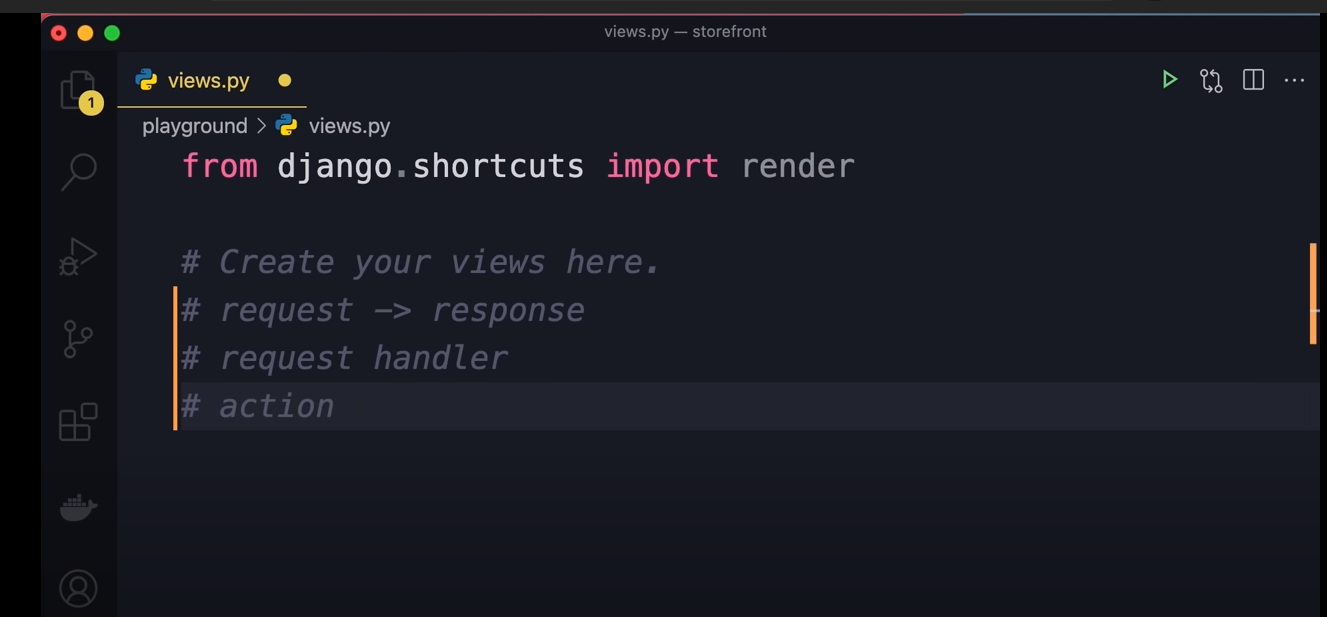 views.py — storefront
views.py
1
playground > views.py
from django.shortcuts import render
# Create your views here.
# request -> response
# request handler
# action